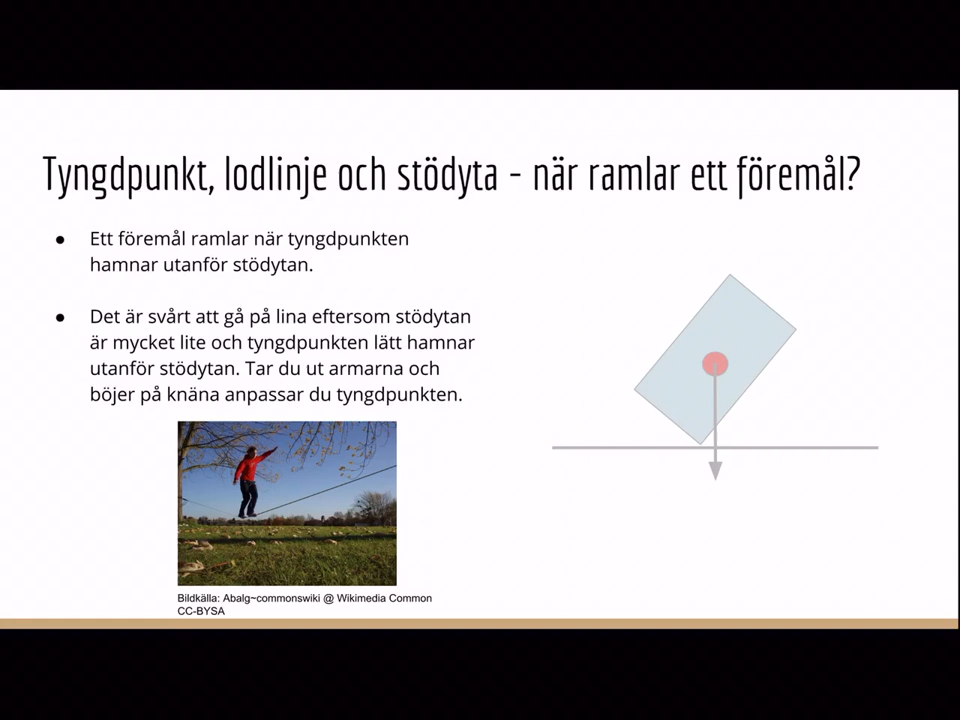 Tyngdpunkt, lodlinje och stödyta - när ramlar ett föremål?
● Ett föremål ramlar när tyngdpunkten
hamnar utanför stödytan.
● Det är svårt att gå på lina eftersom stödytan
är mycket lite och tyngdpunkten lätt hamnar
utanför stödytan. Tar du ut armarna och
böjer på knäna anpassar du tyngdpunkten.
Bildkälla: Abalg~commonswiki @ Wikimedia Common
CC-BYSA